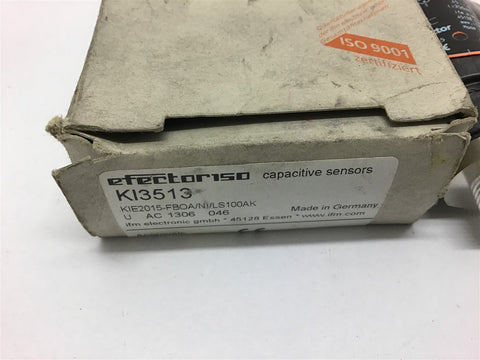 ISO 9001
zertifiziert
efector150 capacitive sensors
KI3513
KIE2015-FBOA/NI/LS100AK
U AC 1306 046
Made in Germany
ifm electronic gmbh * 45128 Essen * www.ifm.com
CE